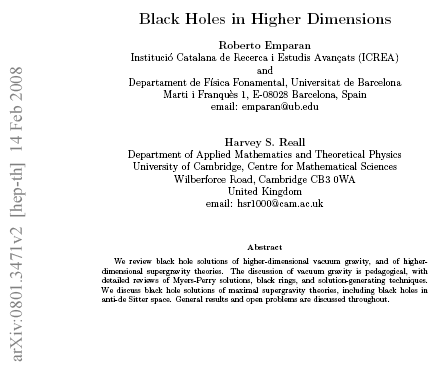 Black Holes in Higher Dimensions
Roberto Emparan
Institució Catalana de Recerca i Estudis Avançats (ICREA)
and
Departament de Física Fonamental, Universitat de Barcelona
Marti i Franquès 1, E-08028 Barcelona, Spain
email: emparan@ub.edu
Harvey S. Reall
Department of Applied Mathematics and Theoretical Physics
University of Cambridge, Centre for Mathematical Sciences
Wilberforce Road, Cambridge CB3 0WA
United Kingdom
email: hsr1000@cam.ac.uk
Abstract
We review black hole solutions of higher-dimensional vacuum gravity, and of higher-
dimensional supergravity theories. The discussion of vacuum gravity is pedagogical, with
detailed reviews of Myers-Perry solutions, black rings, and solution-generating techniques.
We discuss black hole solutions of maximal supergravity theories, including black holes in
anti-de Sitter space. General results and open problems are discussed throughout.
arXiv:0801.3471v2 [hep-th] 14 Feb 2008